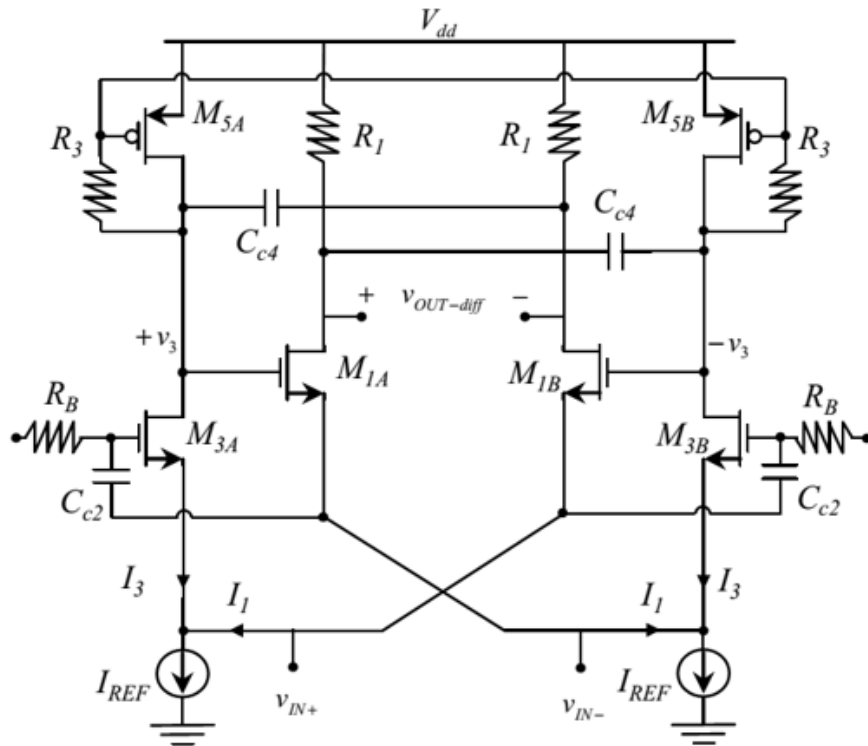 V_dd
M_5A
M_5B
R_3
R_1
R_1
R_3
C_c4
C_c4
+ v_OUT-diff −
+v_3
−v_3
M_1A
M_1B
R_B
R_B
M_3A
M_3B
C_c2
C_c2
I_3
I_1
I_1
I_3
I_REF
v_IN+
v_IN−
I_REF